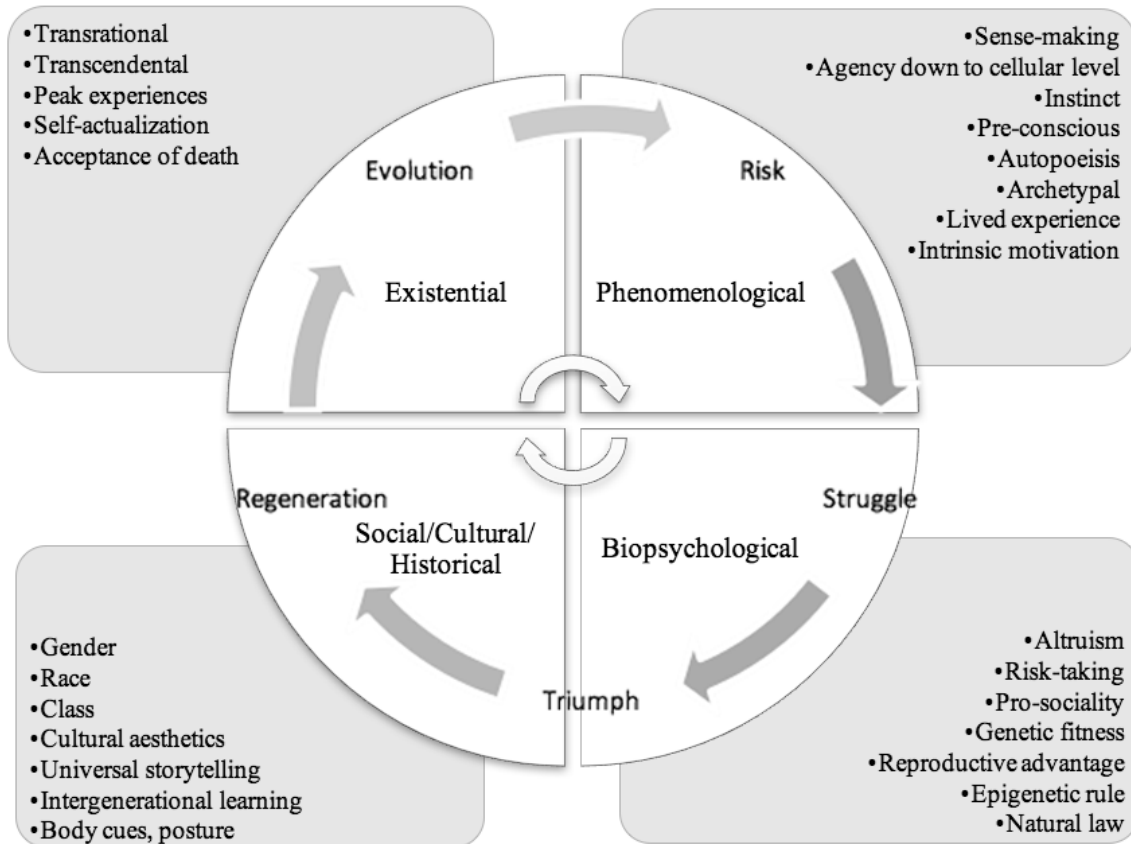 •Transrational
•Transcendental
•Peak experiences
•Self-actualization
•Acceptance of death
•Sense-making
•Agency down to cellular level
•Instinct
•Pre-conscious
•Autopoeisis
•Archetypal
•Lived experience
•Intrinsic motivation
Evolution
Risk
Existential
Phenomenological
Regeneration
Struggle
Social/Cultural/
Historical
Biopsychological
Triumph
•Gender
•Race
•Class
•Cultural aesthetics
•Universal storytelling
•Intergenerational learning
•Body cues, posture
•Altruism
•Risk-taking
•Pro-sociality
•Genetic fitness
•Reproductive advantage
•Epigenetic rule
•Natural law